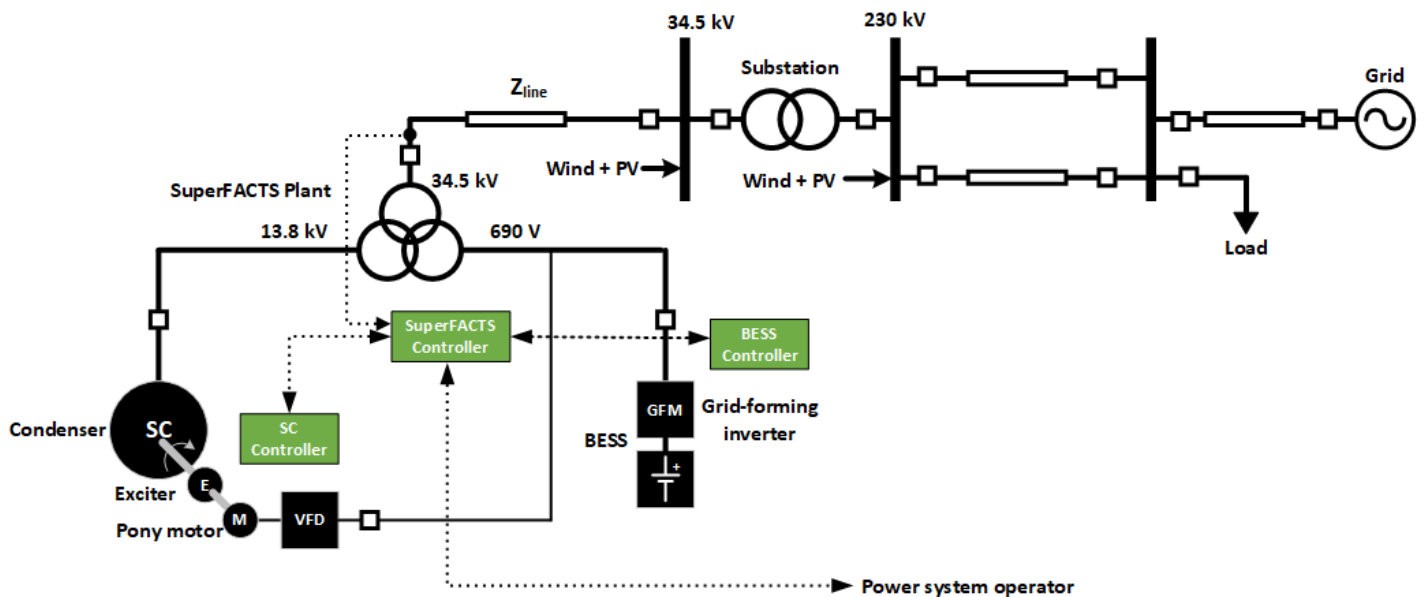 34.5 kV
230 kV
Substation
Grid
Zline
Wind + PV
Wind + PV
SuperFACTS Plant
34.5 kV
13.8 kV
690 V
Load
SuperFACTS
Controller
BESS
Controller
SC
Controller
Condenser
SC
GFM
Grid-forming
inverter
BESS
+
Exciter
E
Pony motor
M
VFD
Power system operator